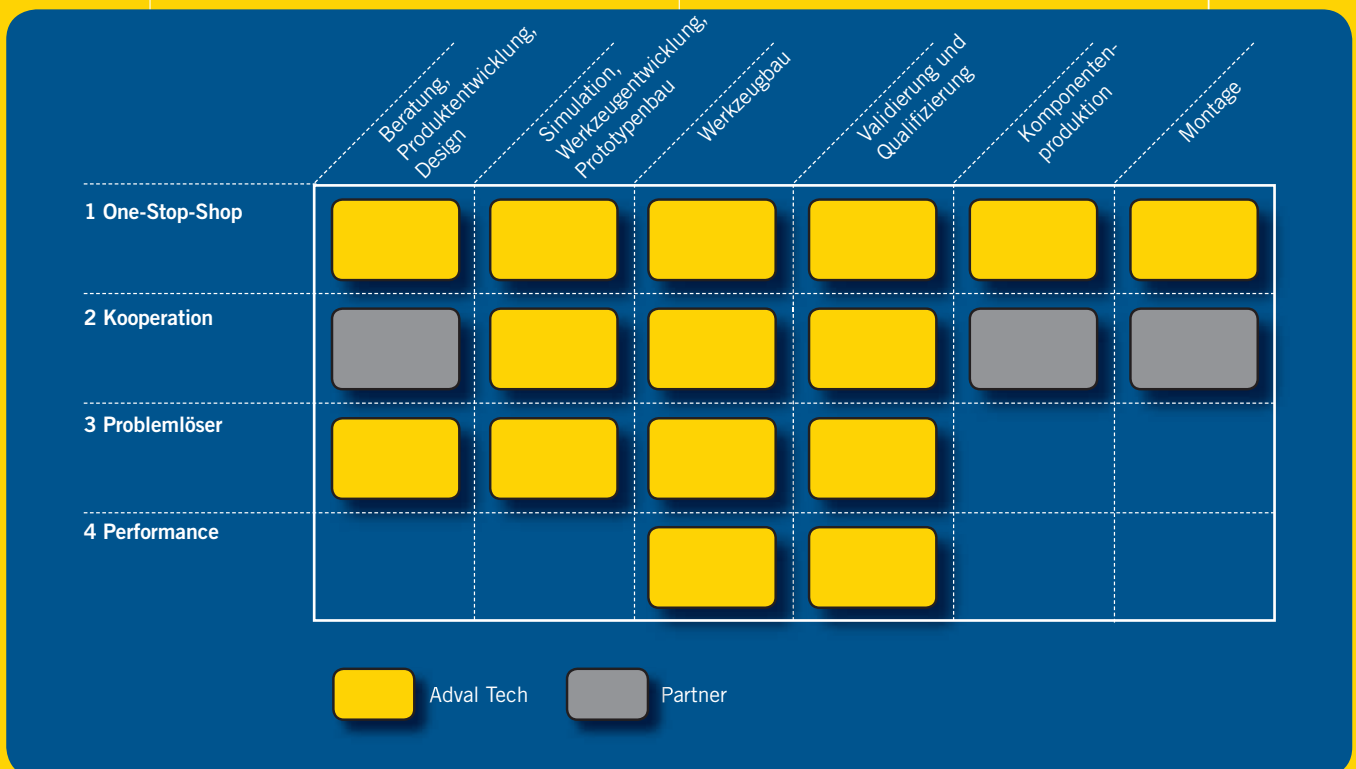 Beratung,
Produktentwicklung,
Design
Simulation,
Werkzeugentwicklung,
Prototypenbau
Werkzeugbau
Validierung und
Qualifizierung
Komponenten-
produktion
Montage
1 One-Stop-Shop
2 Kooperation
3 Problemlöser
4 Performance
Adval Tech
Partner